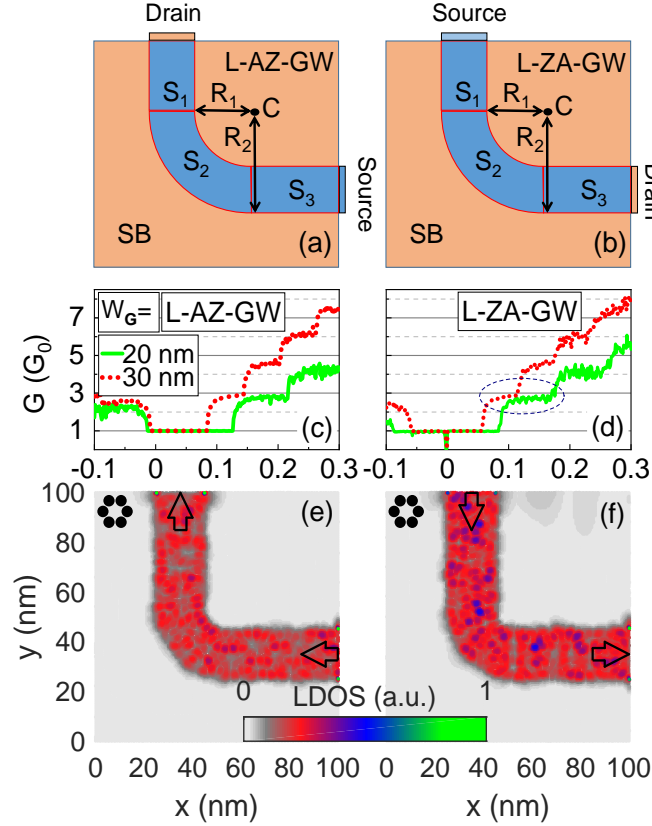 Drain
Source
L-AZ-GW
L-ZA-GW
S1
R1
C
S1
R1
C
R2
R2
S2
S3
Source
S2
S3
Drain
SB
(a)
SB
(b)
WG=
L-AZ-GW
L-ZA-GW
20 nm
30 nm
G (G0)
7
5
3
1
(c)
(d)
-0.1
0
0.1
0.2
0.3
-0.1
0
0.1
0.2
0.3
100
80
60
40
20
0
y (nm)
(e)
(f)
0
LDOS (a.u.)
1
0
20
40
60
80
100
0
20
40
60
80
100
x (nm)
x (nm)